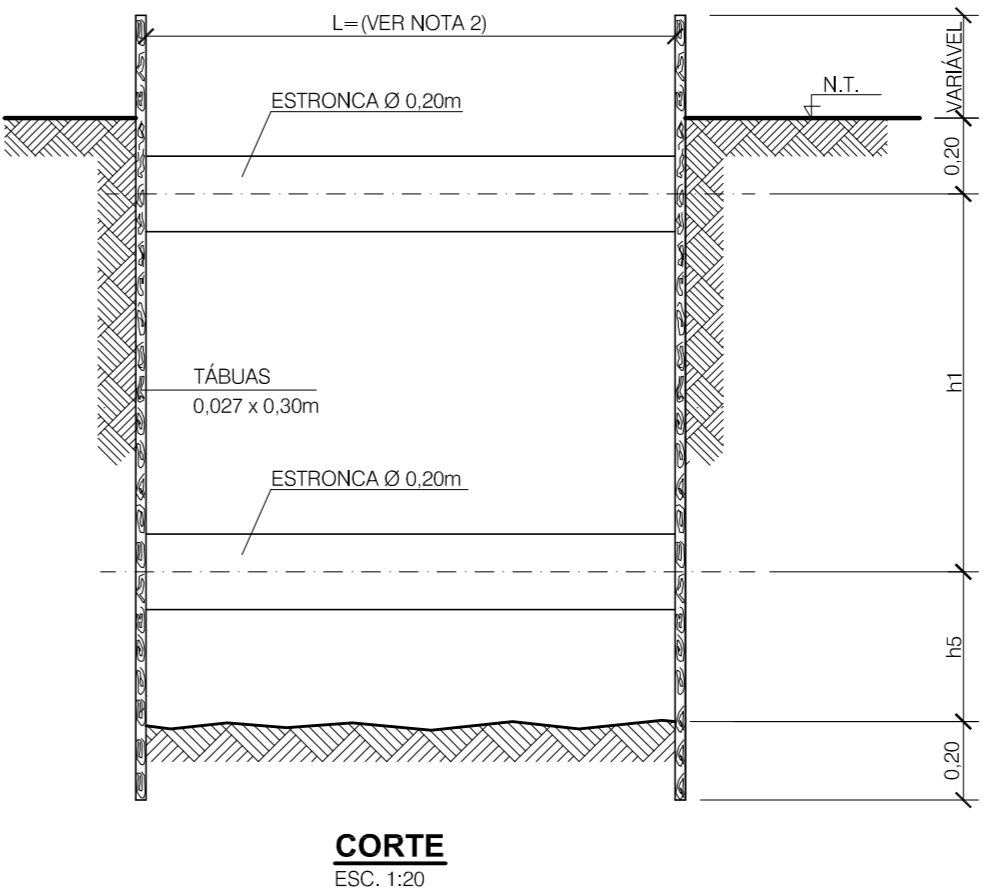 L=(VER NOTA 2)
VARIÁVEL
N.T.
ESTRONCA Ø 0,20m
0,20
h1
TÁBUAS
0,027 x 0,30m
ESTRONCA Ø 0,20m
h5
0,20
CORTE
ESC. 1:20